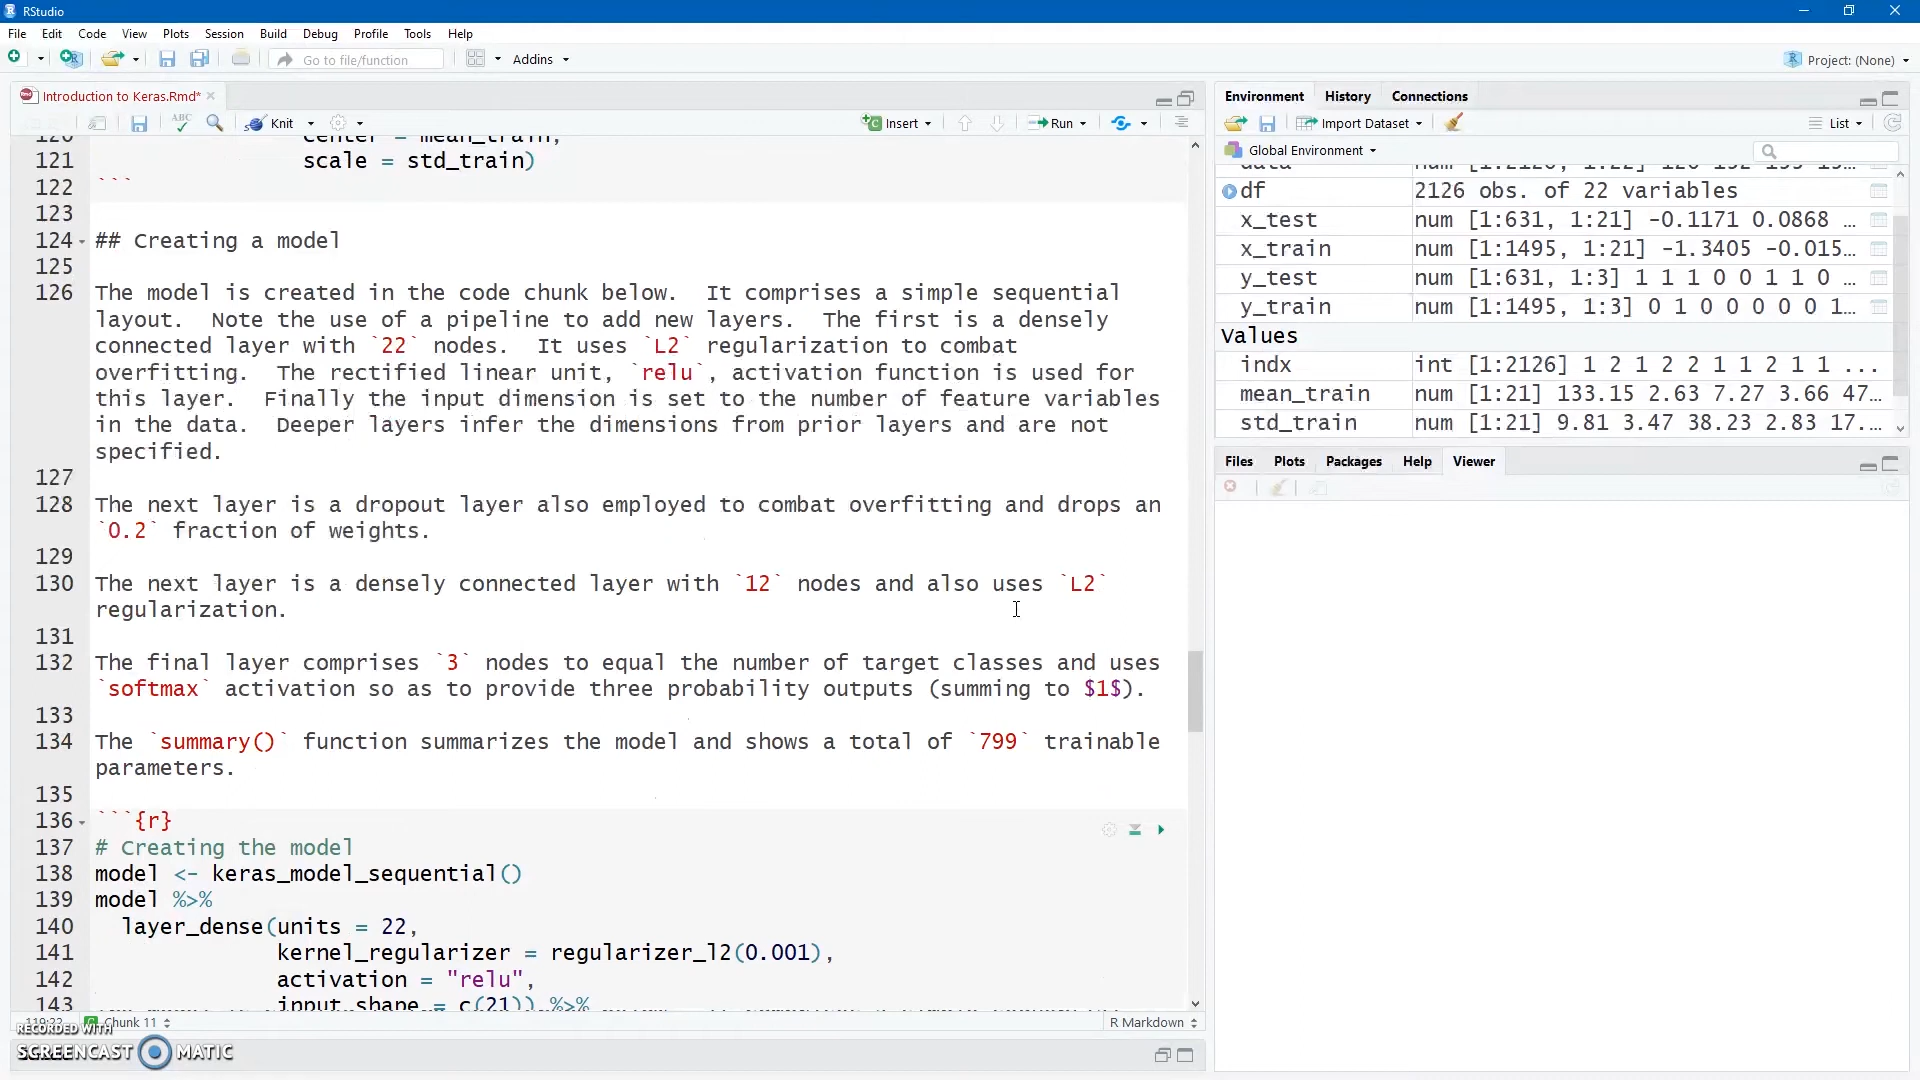 RStudio
File Edit Code View Plots Session Build Debug Profile Tools Help
Go to file/function Addins Project: (None)
Introduction to Keras.Rmd*
ABC Knit Insert Run
120 center = mean_train,
121 scale = std_train)
122 ```
123
124 ## Creating a model
125
126 The model is created in the code chunk below.  It comprises a simple sequential
layout.  Note the use of a pipeline to add new layers.  The first is a densely
connected layer with `22` nodes.  It uses `L2` regularization to combat
overfitting.  The rectified linear unit, `relu`, activation function is used for
this layer.  Finally the input dimension is set to the number of feature variables
in the data.  Deeper layers infer the dimensions from prior layers and are not
specified.
127
128 The next layer is a dropout layer also employed to combat overfitting and drops an
`0.2` fraction of weights.
129
130 The next layer is a densely connected layer with `12` nodes and also uses `L2`
regularization.
131
132 The final layer comprises `3` nodes to equal the number of target classes and uses
`softmax` activation so as to provide three probability outputs (summing to $1$).
133
134 The `summary()` function summarizes the model and shows a total of `799` trainable
parameters.
135
136 ```{r}
137 # Creating the model
138 model <- keras_model_sequential()
139 model %>%
140 layer_dense(units = 22,
141 kernel_regularizer = regularizer_l2(0.001),
142 activation = "relu",
143 input_shape = c(21)) %>%
119:22 Chunk 11 R Markdown
RECORDED WITH
SCREENCAST MATIC
Environment History Connections
Import Dataset List
Global Environment
data num [1:2126, 1:22]
df 2126 obs. of 22 variables
x_test num [1:631, 1:21] -0.1171 0.0868 …
x_train num [1:1495, 1:21] -1.3405 -0.015…
y_test num [1:631, 1:3] 1 1 1 0 0 1 1 0 …
y_train num [1:1495, 1:3] 0 1 0 0 0 0 0 1…
Values
indx int [1:2126] 1 2 1 2 2 1 1 2 1 1 ...
mean_train num [1:21] 133.15 2.63 7.27 3.66 47…
std_train num [1:21] 9.81 3.47 38.23 2.83 17.…
Files Plots Packages Help Viewer